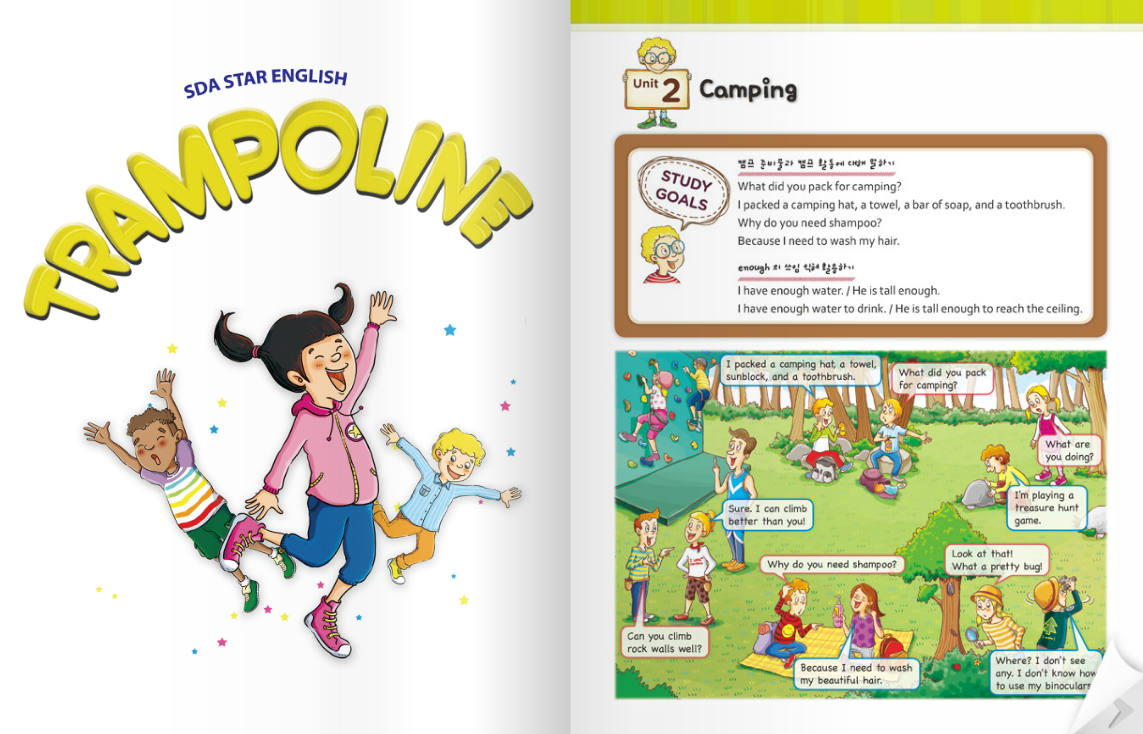 SDA STAR ENGLISH
TRAMPOLINE
Unit 2
Camping
STUDY
GOALS
캠프 준비물과 캠프 활동에 대해 말하기
What did you pack for camping?
I packed a camping hat, a towel, a bar of soap, and a toothbrush.
Why do you need shampoo?
Because I need to wash my hair.
enough 의 쓰임 익혀 활용하기
I have enough water. / He is tall enough.
I have enough water to drink. / He is tall enough to reach the ceiling.
I packed a camping hat, a towel,
sunblock, and a toothbrush.
What did you pack
for camping?
What are
you doing?
I'm playing a
treasure hunt
game.
Sure. I can climb
better than you!
Can you climb
rock walls well?
Why do you need shampoo?
Because I need to wash
my beautiful hair.
Look at that!
What a pretty bug!
Where? I don't see
any. I don't know how
to use my binoculars